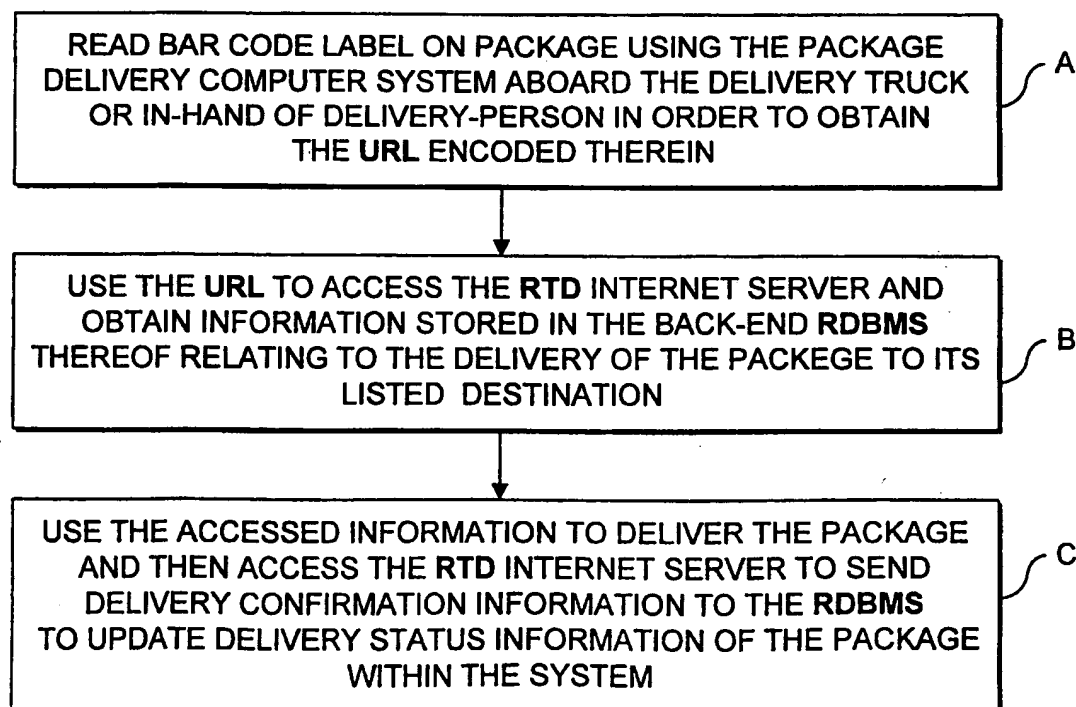 READ BAR CODE LABEL ON PACKAGE USING THE PACKAGE
DELIVERY COMPUTER SYSTEM ABOARD THE DELIVERY TRUCK
OR IN-HAND OF DELIVERY-PERSON IN ORDER TO OBTAIN
THE URL ENCODED THEREIN
A
USE THE URL TO ACCESS THE RTD INTERNET SERVER AND
OBTAIN INFORMATION STORED IN THE BACK-END RDBMS
THEREOF RELATING TO THE DELIVERY OF THE PACKEGE TO ITS
LISTED DESTINATION
B
USE THE ACCESSED INFORMATION TO DELIVER THE PACKAGE
AND THEN ACCESS THE RTD INTERNET SERVER TO SEND
DELIVERY CONFIRMATION INFORMATION TO THE RDBMS
TO UPDATE DELIVERY STATUS INFORMATION OF THE PACKAGE
WITHIN THE SYSTEM
C